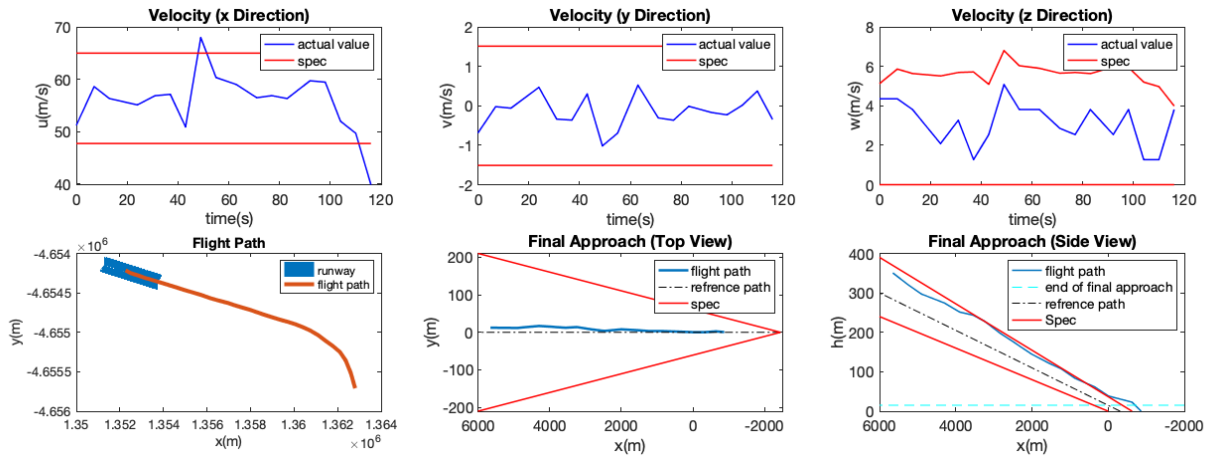 Velocity (x Direction)
70
60
50
40
u(m/s)
actual value
spec
0 20 40 60 80 100 120
time(s)
Velocity (y Direction)
2
1
0
-1
-2
v(m/s)
actual value
spec
0 20 40 60 80 100 120
time(s)
Velocity (z Direction)
8
6
4
2
0
w(m/s)
actual value
spec
0 20 40 60 80 100 120
time(s)
Flight Path
× 10⁶
-4.654
-4.6545
-4.655
-4.6555
-4.656
y(m)
runway
flight path
1.35 1.352 1.354 1.356 1.358 1.36 1.362 1.364
x(m)
× 10⁶
Final Approach (Top View)
200
100
0
-100
-200
y(m)
flight path
refrence path
spec
6000 4000 2000 0 -2000
x(m)
Final Approach (Side View)
400
300
200
100
0
h(m)
flight path
end of final approach
refrence path
Spec
6000 4000 2000 0 -2000
x(m)